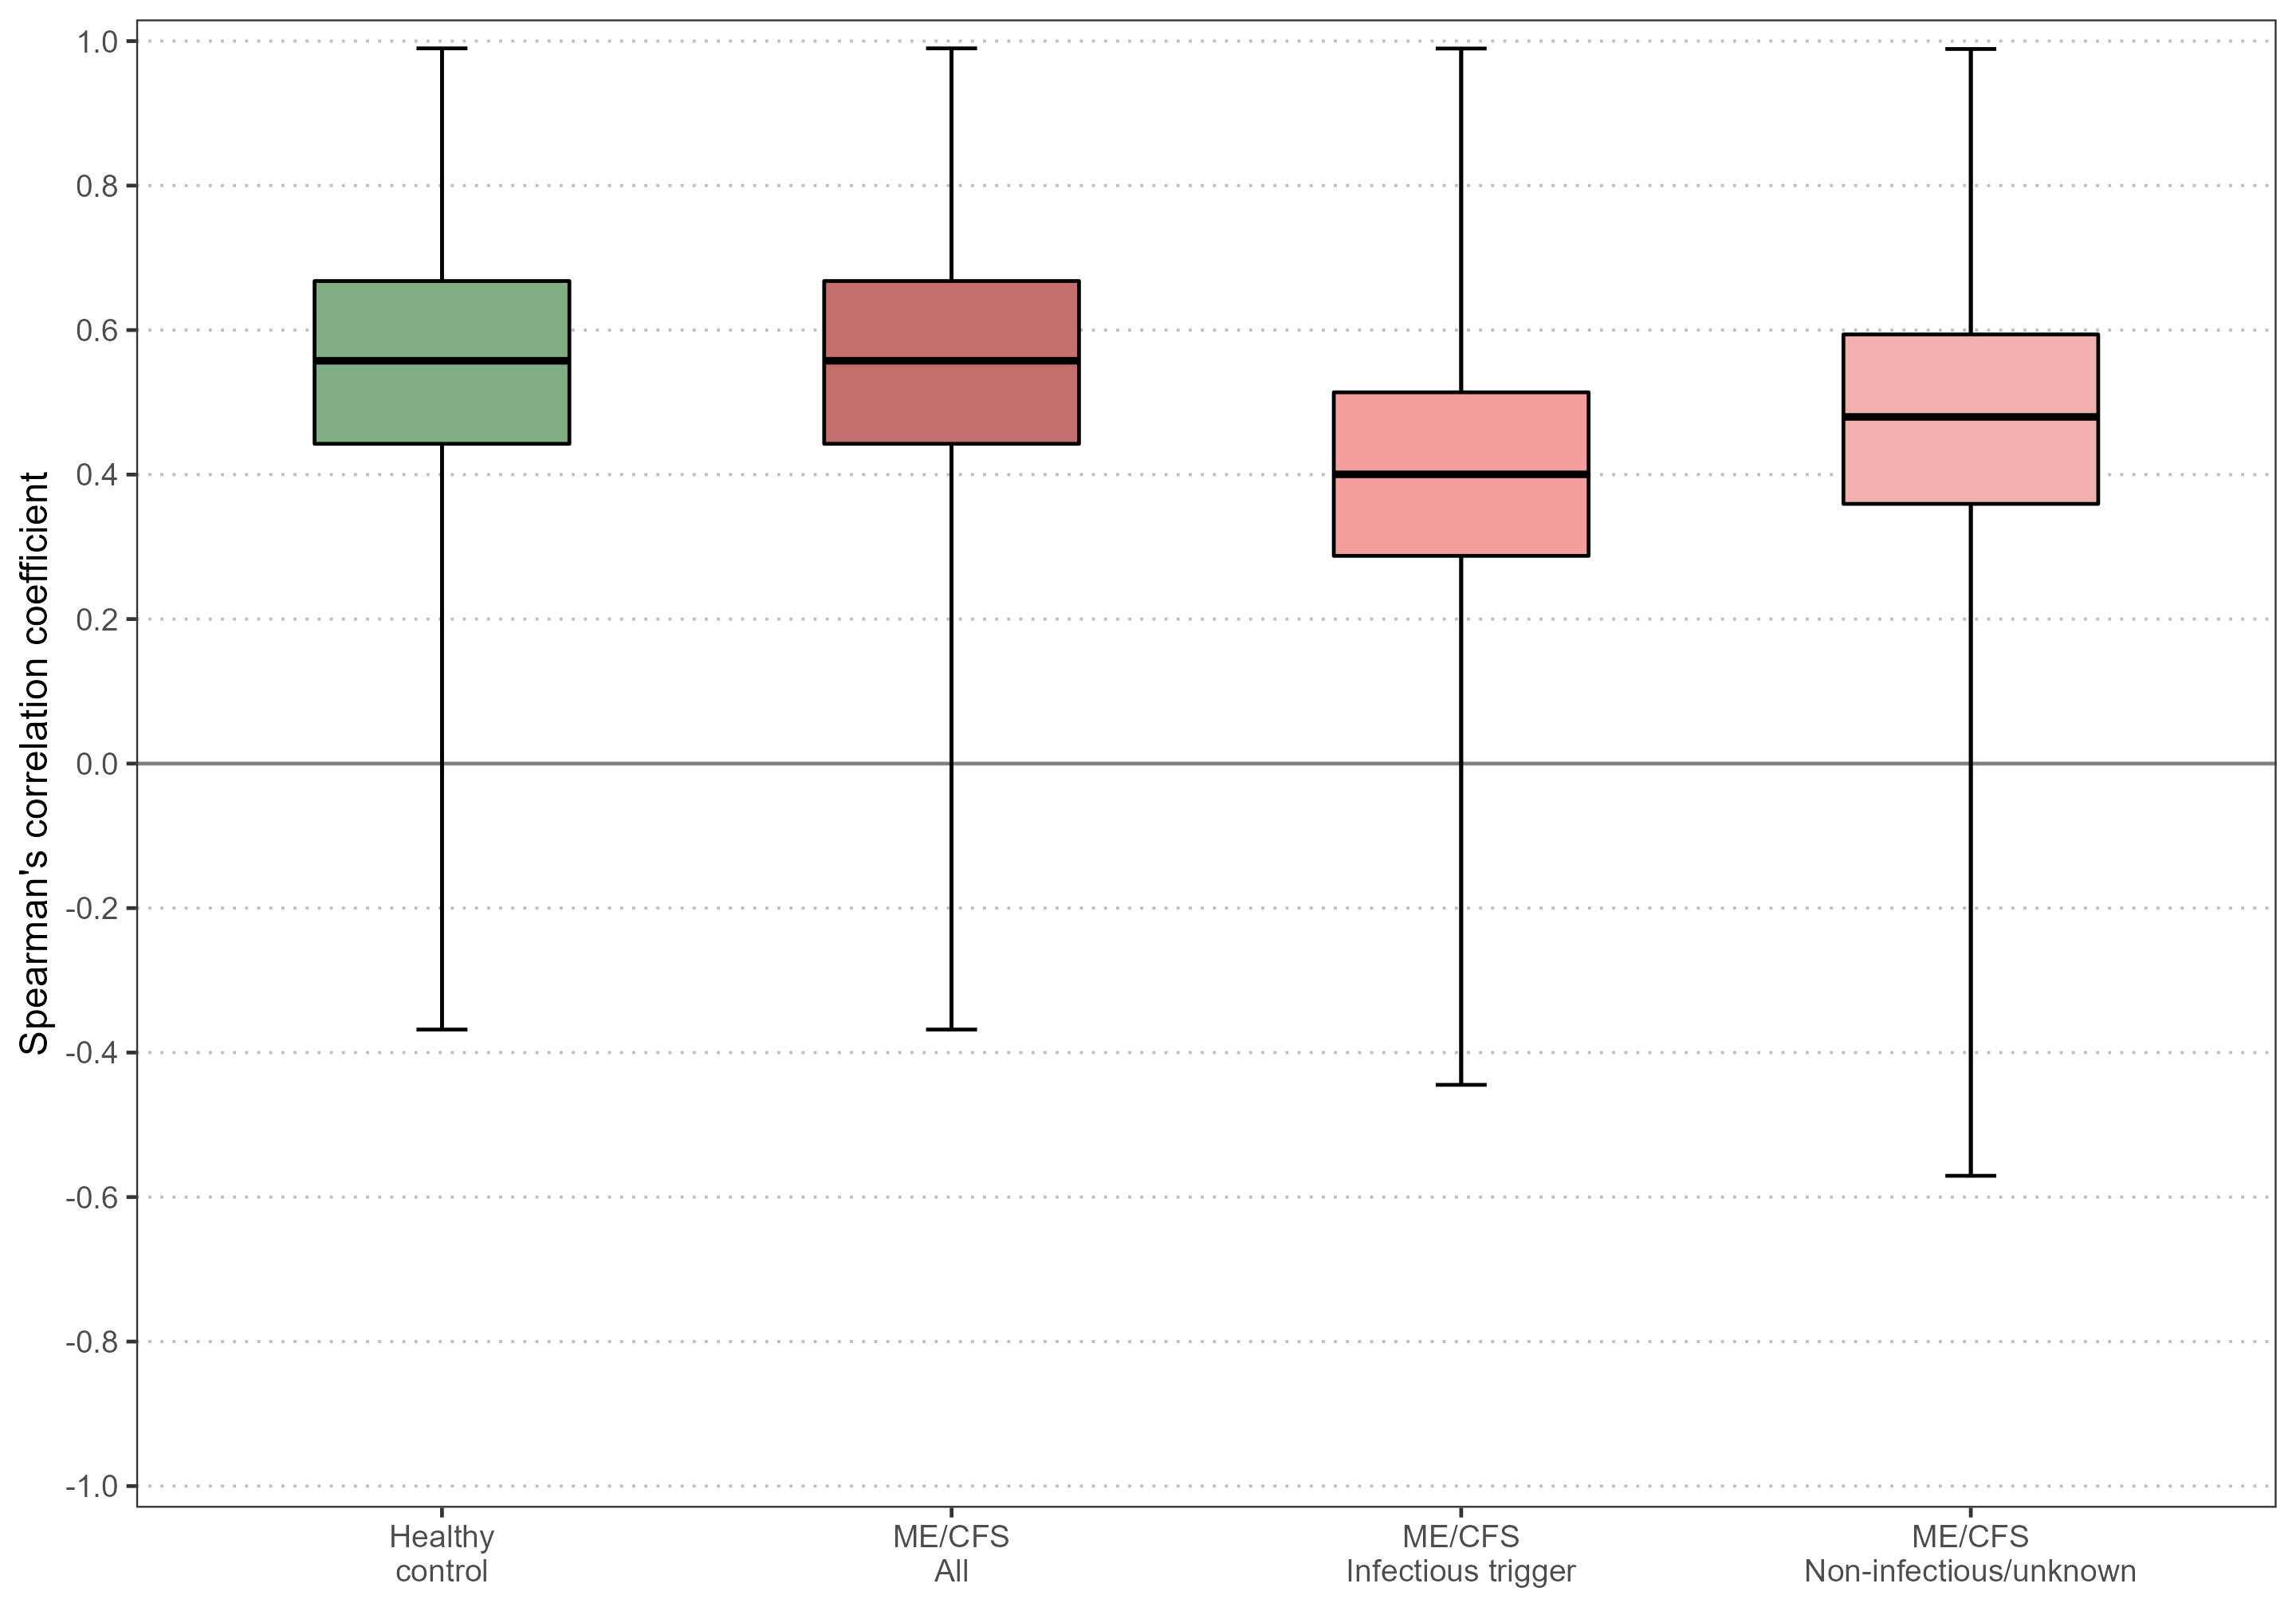 Spearman's correlation coefficient
1.0
0.8
0.6
0.4
0.2
0.0
-0.2
-0.4
-0.6
-0.8
-1.0
Healthy
control
ME/CFS
All
ME/CFS
Infectious trigger
ME/CFS
Non-infectious/unknown